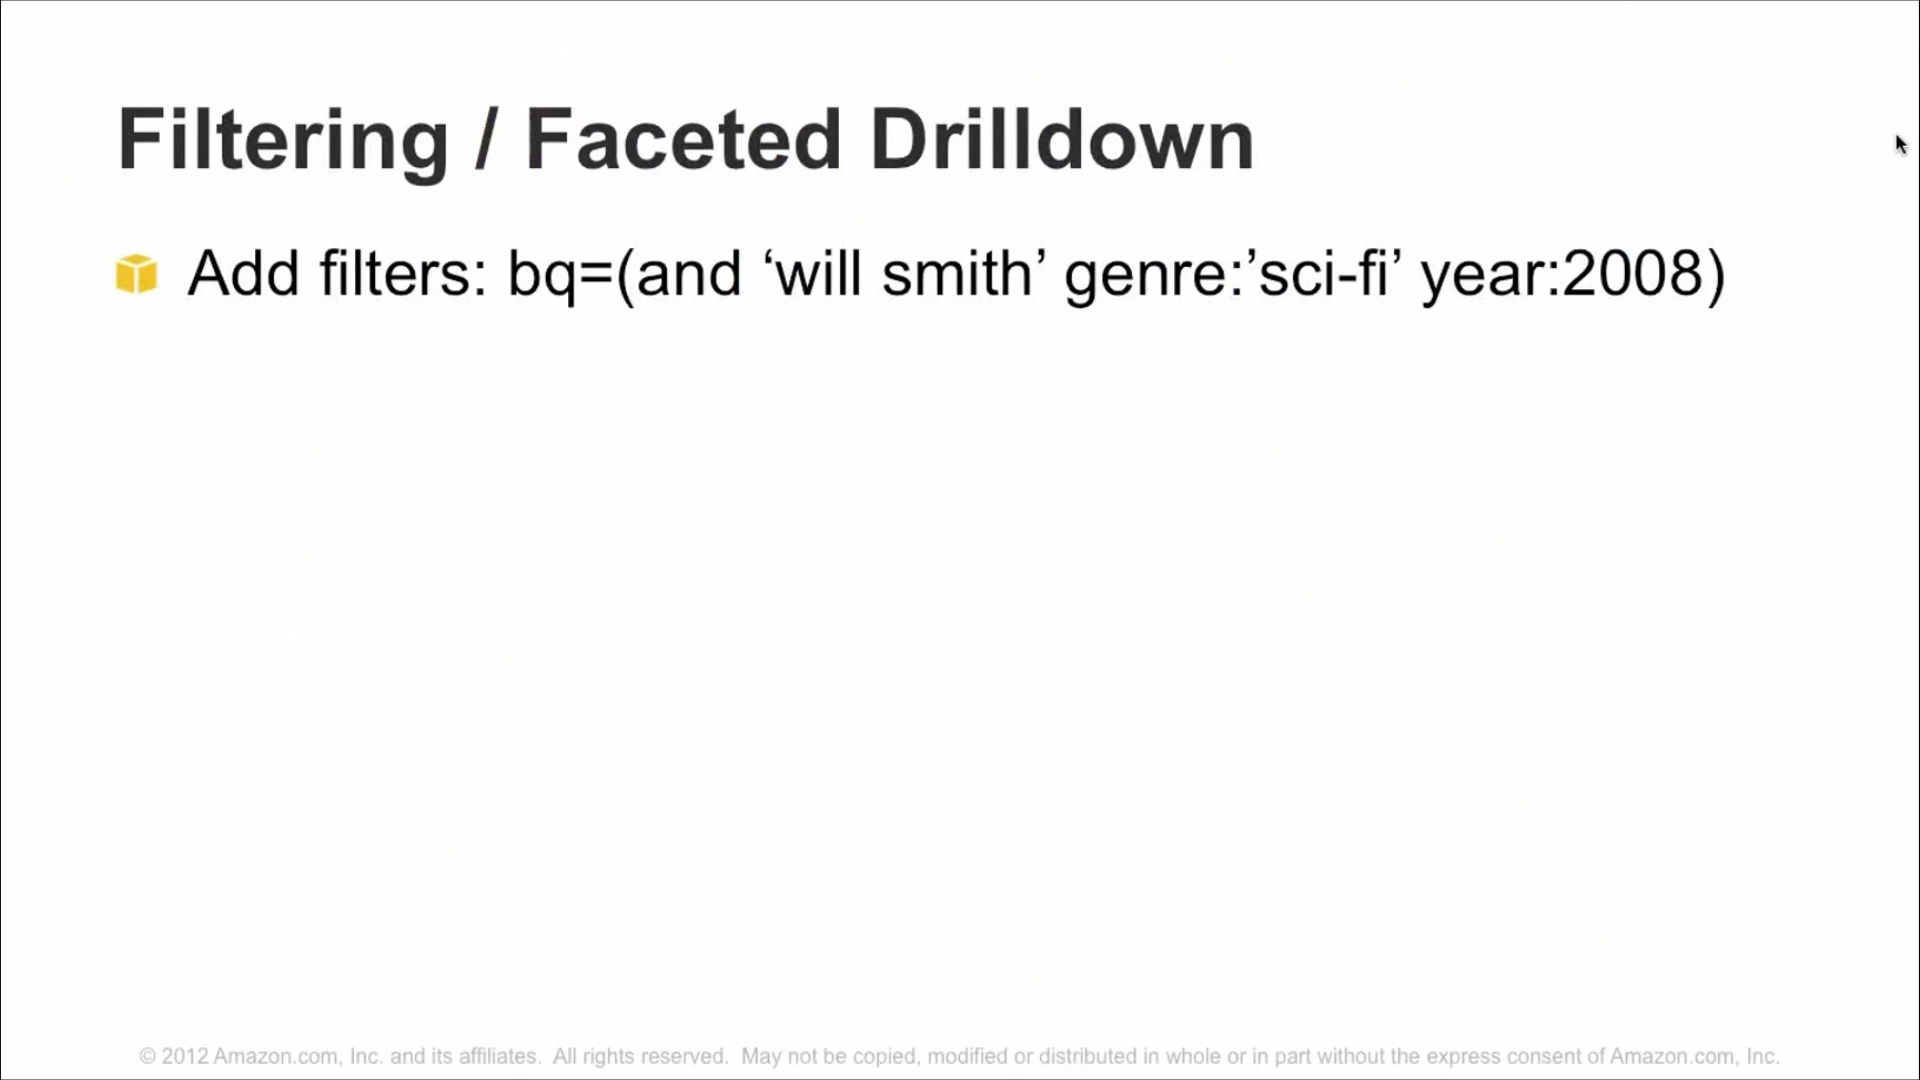 Filtering / Faceted Drilldown
Add filters: bq=(and ‘will smith’ genre:’sci-fi’ year:2008)
© 2012 Amazon.com, Inc. and its affiliates.  All rights reserved.  May not be copied, modified or distributed in whole or in part without the express consent of Amazon.com, Inc.